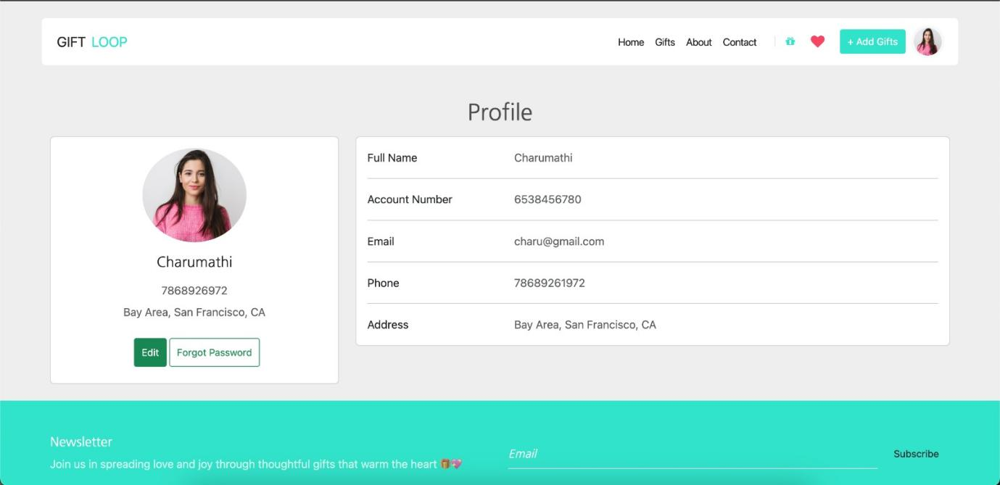 GIFT LOOP Home Gifts About Contact + Add Gifts
Profile
Charumathi
7868926972
Bay Area, San Francisco, CA
Edit Forgot Password
Full Name Charumathi
Account Number 6538456780
Email charu@gmail.com
Phone 78689261972
Address Bay Area, San Francisco, CA
Newsletter
Join us in spreading love and joy through thoughtful gifts that warm the heart 🎁💖
Email Subscribe